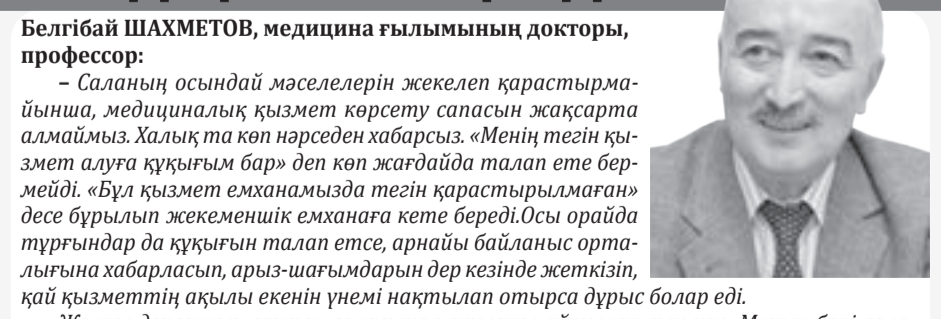 Белгібай ШАХМЕТОВ, медицина ғылымының докторы,
профессор:
– Саланың осындай мәселелерін жекелеп қарастырма-
йынша, медициналық қызмет көрсету сапасын жақсарта
алмаймыз. Халық та көп нәрседен хабарсыз. «Менің тегін қы-
змет алуға құқығым бар» деп көп жағдайда талап ете бер-
мейді. «Бұл қызмет емханамызда тегін қарастырылмаған»
десе бұрылып жекеменшік емханаға кете береді.Осы орайда
тұрғындар да құқығын талап етсе, арнайы байланыс орта-
лығына хабарласып, арыз-шағымдарын дер кезінде жеткізіп,
қай қызметтің ақылы екенін үнемі нақтылап отырса дұрыс болар еді.